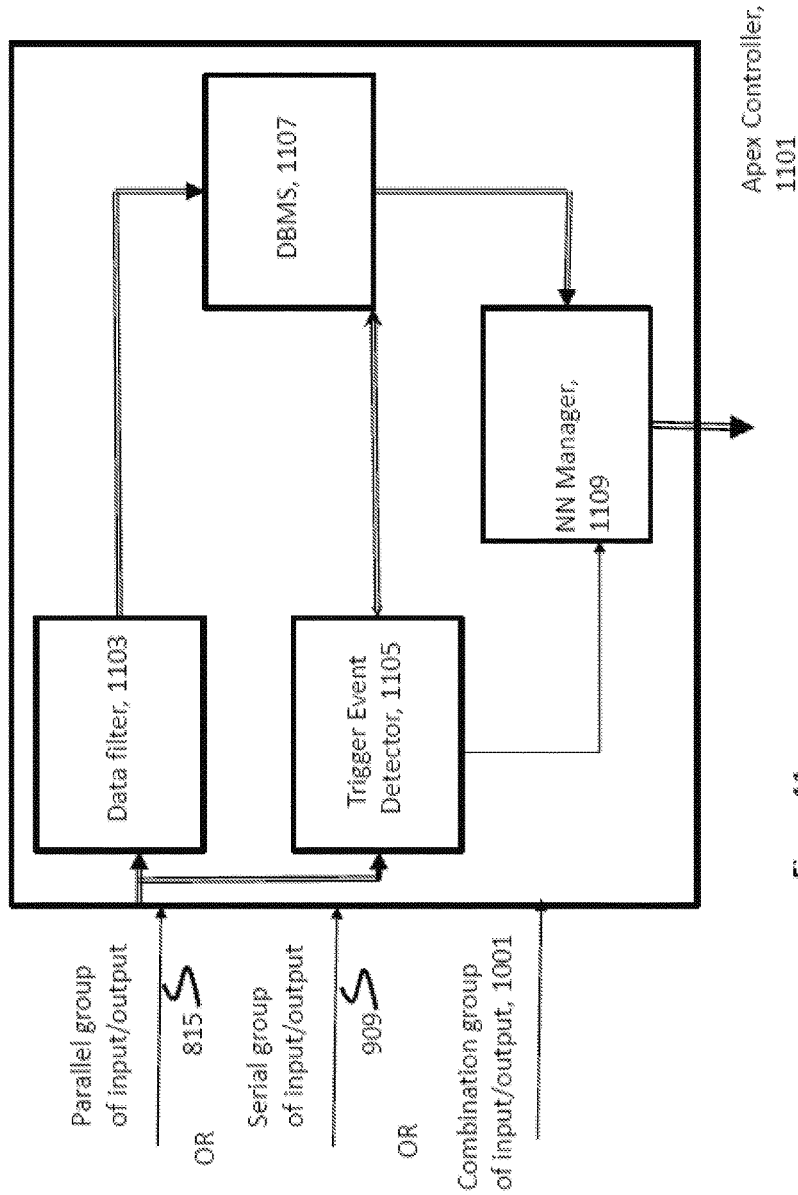 Parallel group
of input/output
815
OR
Serial group
of input/output
909
OR
Combination group
of input/output, 1001
Data filter, 1103
Trigger Event
Detector, 1105
DBMS, 1107
NN Manager,
1109
Apex Controller,
1101